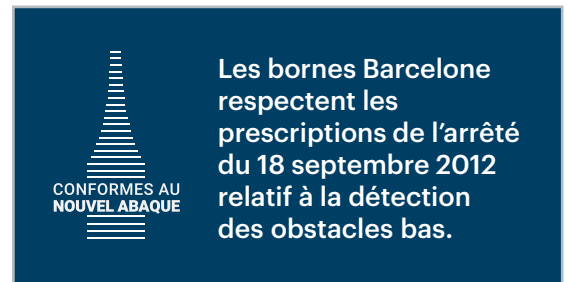 CONFORMES AU
NOUVEL ABAQUE
Les bornes Barcelone
respectent les
prescriptions de l’arrêté
du 18 septembre 2012
relatif à la détection
des obstacles bas.